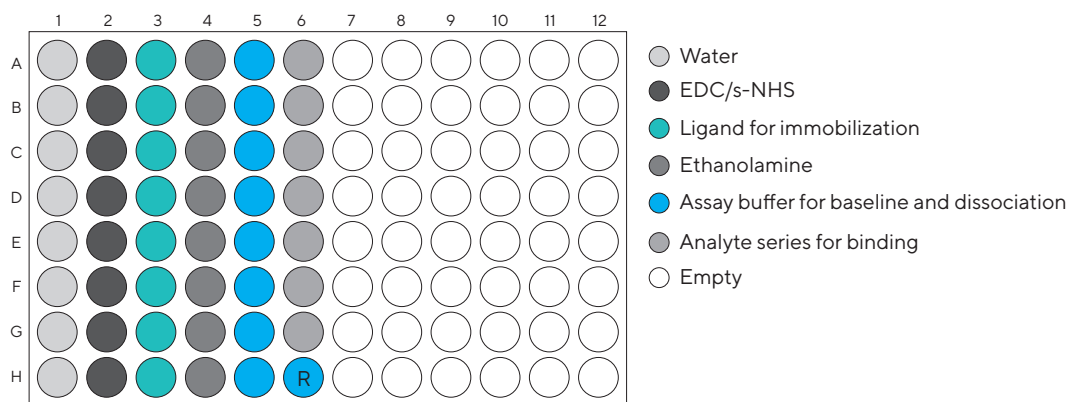 1 2 3 4 5 6 7 8 9 10 11 12
A
B
C
D
E
F
G
H R
Water
EDC/s-NHS
Ligand for immobilization
Ethanolamine
Assay buffer for baseline and dissociation
Analyte series for binding
Empty